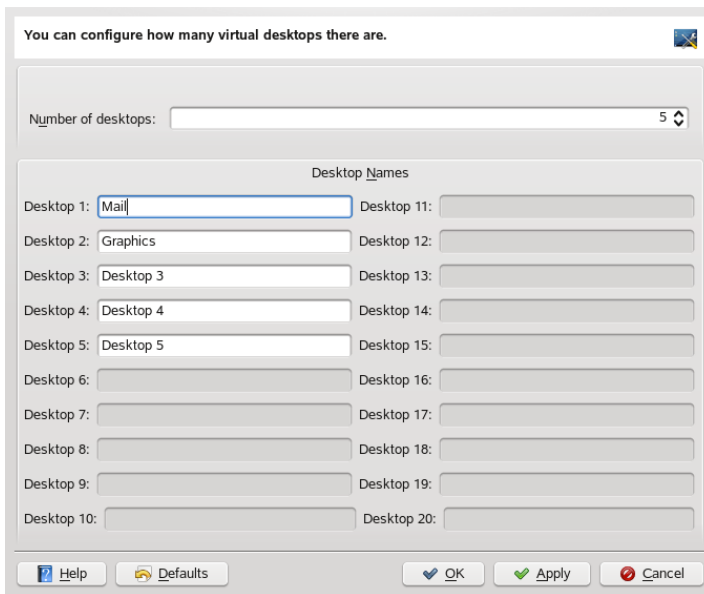 You can configure how many virtual desktops there are.
Number of desktops: 5
Desktop Names
Desktop 1: Mail Desktop 11:
Desktop 2: Graphics Desktop 12:
Desktop 3: Desktop 3 Desktop 13:
Desktop 4: Desktop 4 Desktop 14:
Desktop 5: Desktop 5 Desktop 15:
Desktop 6: Desktop 16:
Desktop 7: Desktop 17:
Desktop 8: Desktop 18:
Desktop 9: Desktop 19:
Desktop 10: Desktop 20:
Help Defaults OK Apply Cancel